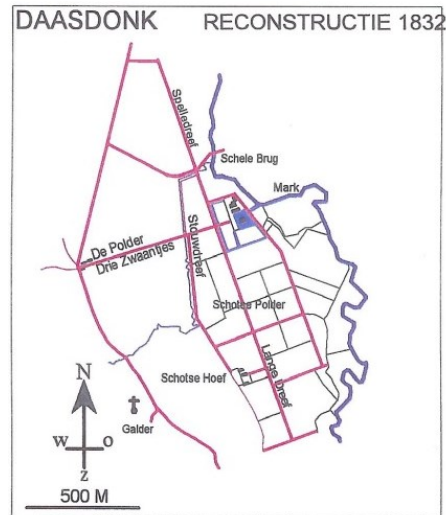 DAASDONK RECONSTRUCTIE 1832
Spelledreef
Schele Brug
Mark
Stouwdreef
De Polder
Drie Zwaantjes
Schotse Polder
Schotse Hoef
Lange Dreef
Galder
N
W O
Z
500 M